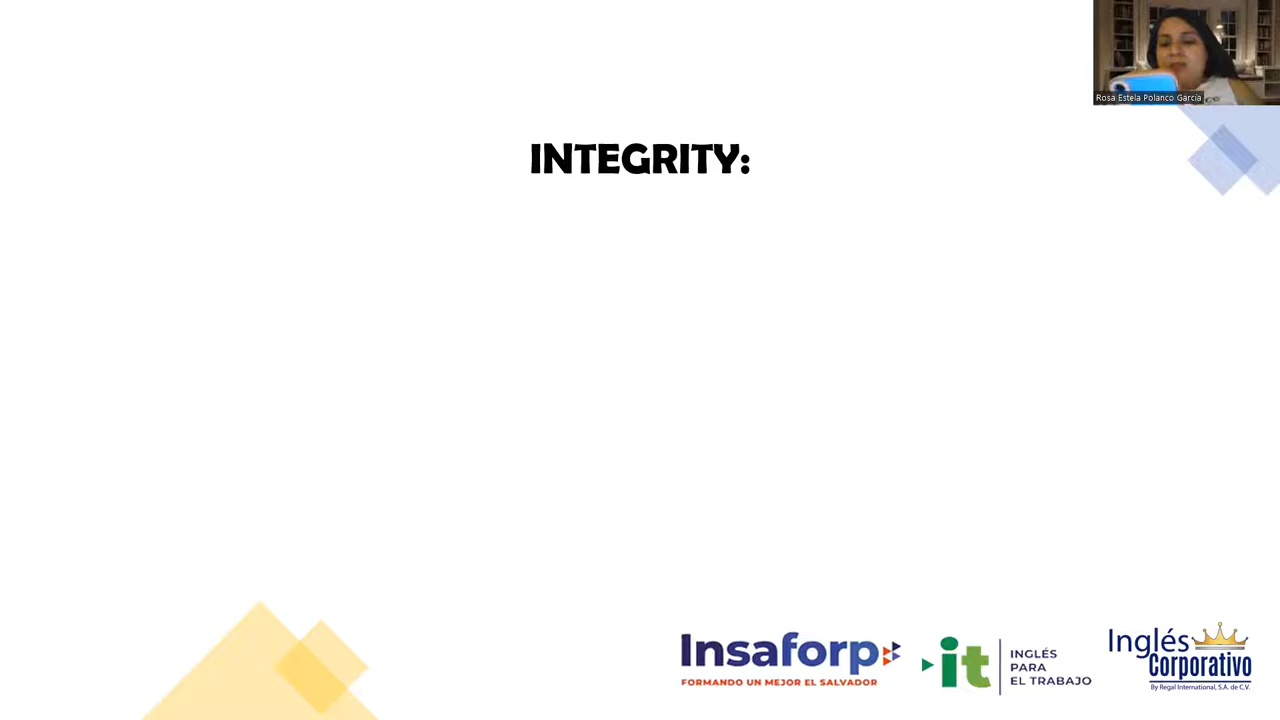 Rosa Estela Polanco García
INTEGRITY:
Insaforp
FORMANDO UN MEJOR EL SALVADOR
it
INGLÉS
PARA
EL TRABAJO
Inglés
Corporativo
By Regal International, S.A. de C.V.